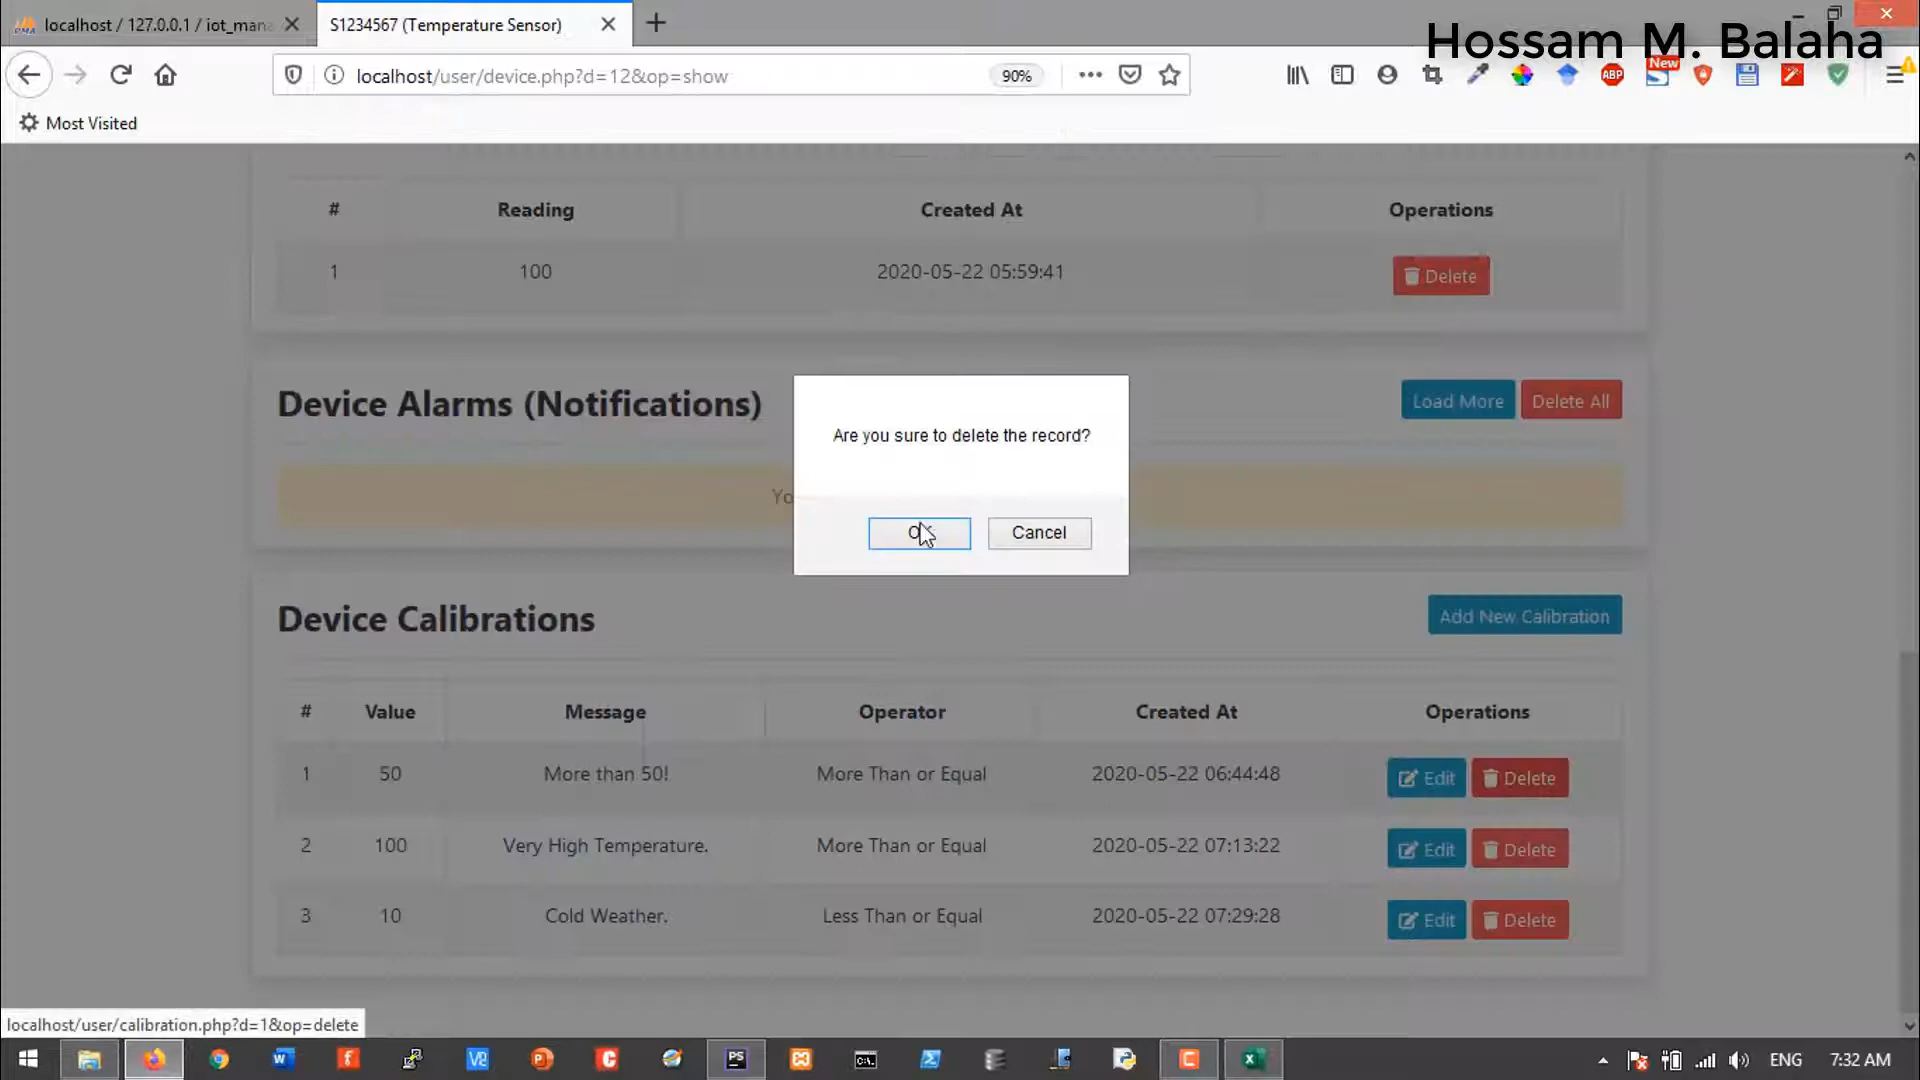 localhost / 127.0.0.1 / iot_mana
S1234567 (Temperature Sensor)
Hossam M. Balaha
localhost/user/device.php?d=12&op=show
90%
ABP
New
Most Visited
# Reading Created At Operations
1 100 2020-05-22 05:59:41 Delete
Device Alarms (Notifications)
Load More Delete All
Are you sure to delete the record?
Cancel
Device Calibrations
Add New Calibration
# Value Message Operator Created At Operations
1 50 More than 50! More Than or Equal 2020-05-22 06:44:48 Edit Delete
2 100 Very High Temperature. More Than or Equal 2020-05-22 07:13:22 Edit Delete
3 10 Cold Weather. Less Than or Equal 2020-05-22 07:29:28 Edit Delete
localhost/user/calibration.php?d=1&op=delete
ENG 7:32 AM